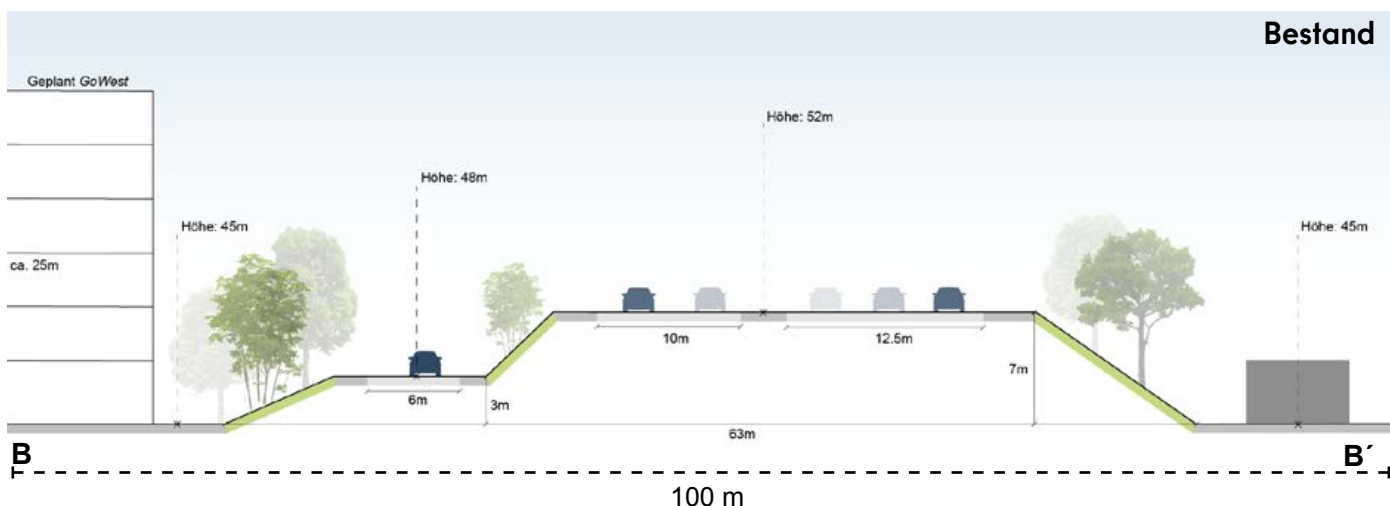 Bestand
Geplant GoWest
Höhe: 52m
Höhe: 48m
Höhe: 45m
Höhe: 45m
ca. 25m
10m
12.5m
7m
6m
3m
63m
B
B´
100 m